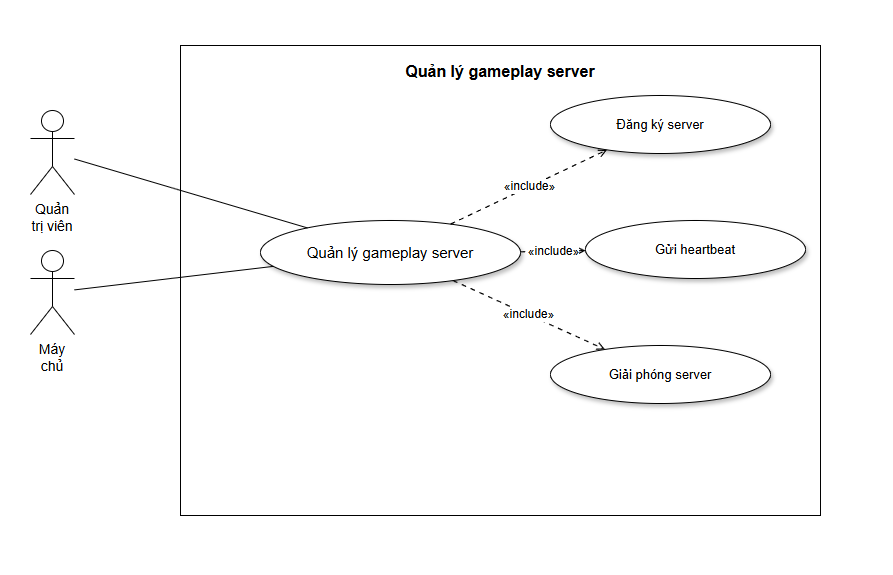 Quản lý gameplay server
Đăng ký server
«include»
Quản
trị viên
Quản lý gameplay server
«include»
Gửi heartbeat
«include»
Máy
chủ
Giải phóng server